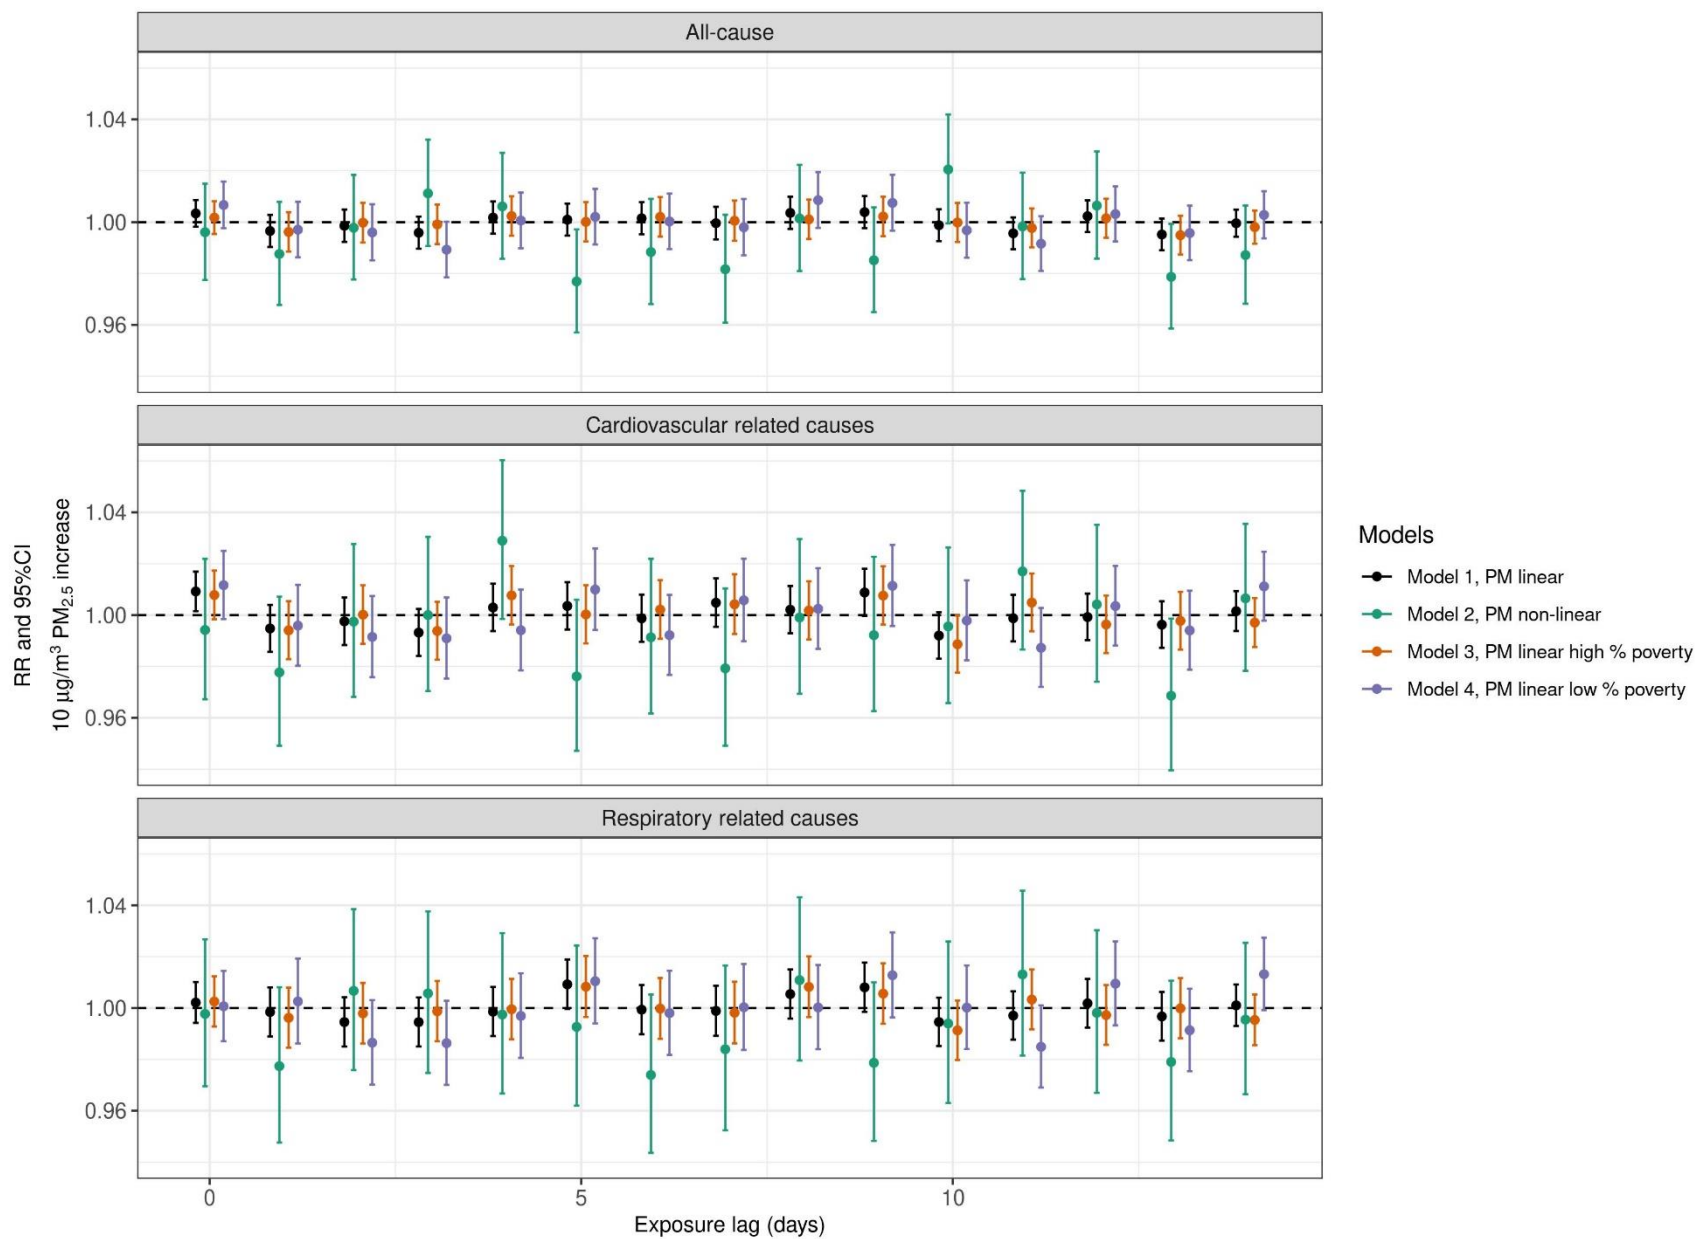 All-cause
1.04
1.00
0.96
Cardiovascular related causes
1.04
1.00
0.96
Respiratory related causes
1.04
1.00
0.96
0 5 10
Exposure lag (days)
RR and 95%CI
10 µg/m³ PM₂.₅ increase
Models
Model 1, PM linear
Model 2, PM non-linear
Model 3, PM linear high % poverty
Model 4, PM linear low % poverty